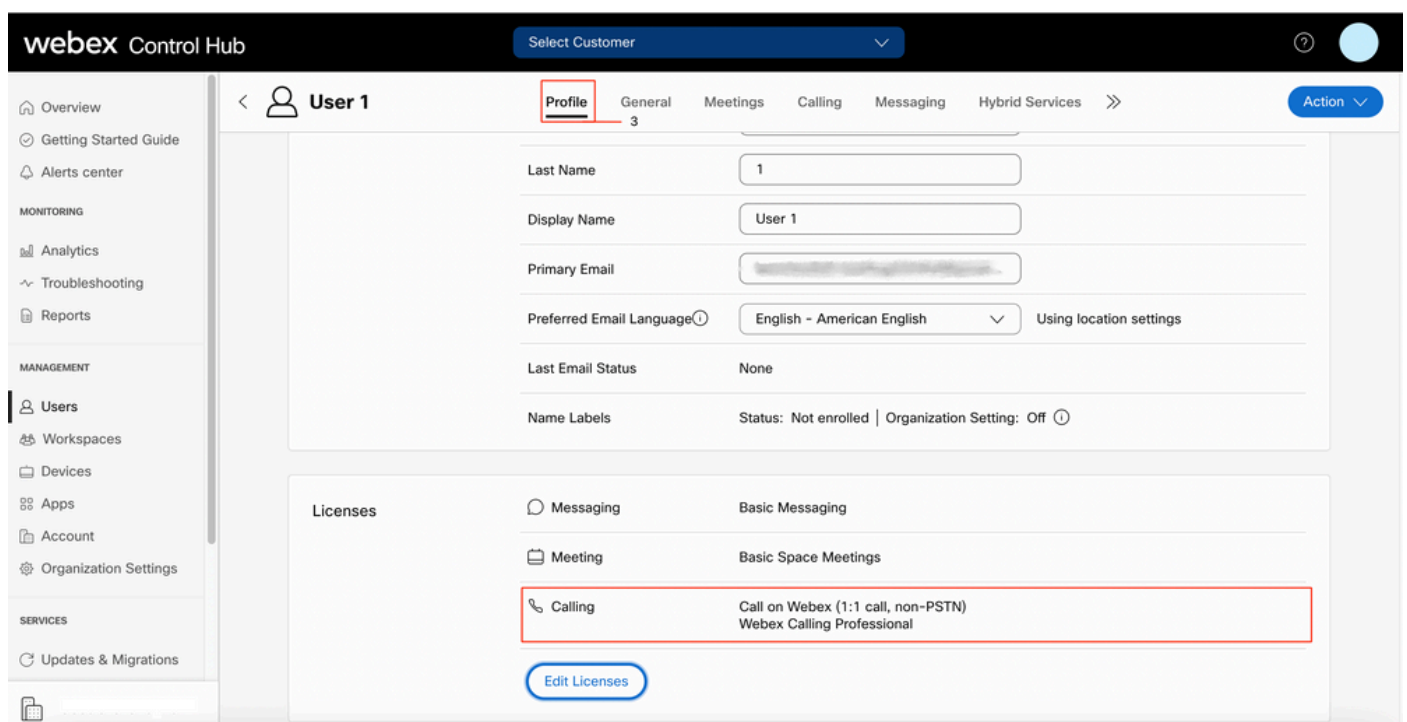 webex Control Hub
Select Customer
Overview
Getting Started Guide
Alerts center
MONITORING
Analytics
Troubleshooting
Reports
MANAGEMENT
Users
Workspaces
Devices
Apps
Account
Organization Settings
SERVICES
Updates & Migrations
User 1
Profile General Meetings Calling Messaging Hybrid Services
Action
3
Last Name 1
Display Name User 1
Primary Email
Preferred Email Language English - American English Using location settings
Last Email Status None
Name Labels Status: Not enrolled | Organization Setting: Off
Licenses
Messaging Basic Messaging
Meeting Basic Space Meetings
Calling Call on Webex (1:1 call, non-PSTN)
Webex Calling Professional
Edit Licenses